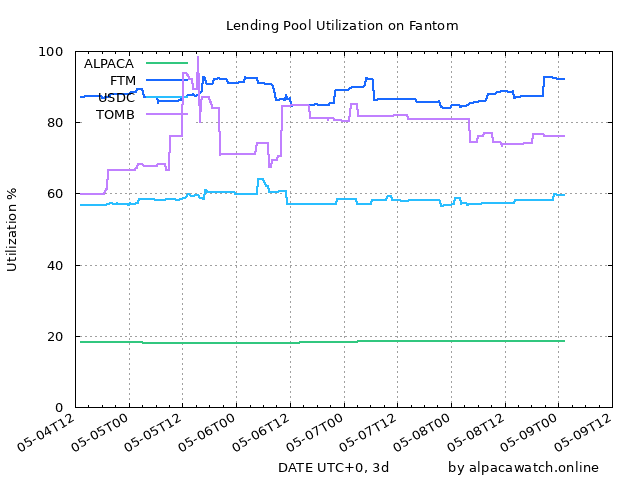 Lending Pool Utilization on Fantom
Utilization %
100
80
60
40
20
0
ALPACA
FTM
USDC
TOMB
05-04T12
05-05T00
05-05T12
05-06T00
05-06T12
05-07T00
05-07T12
05-08T00
05-08T12
05-09T00
05-09T12
DATE UTC+0, 3d
by alpacawatch.online